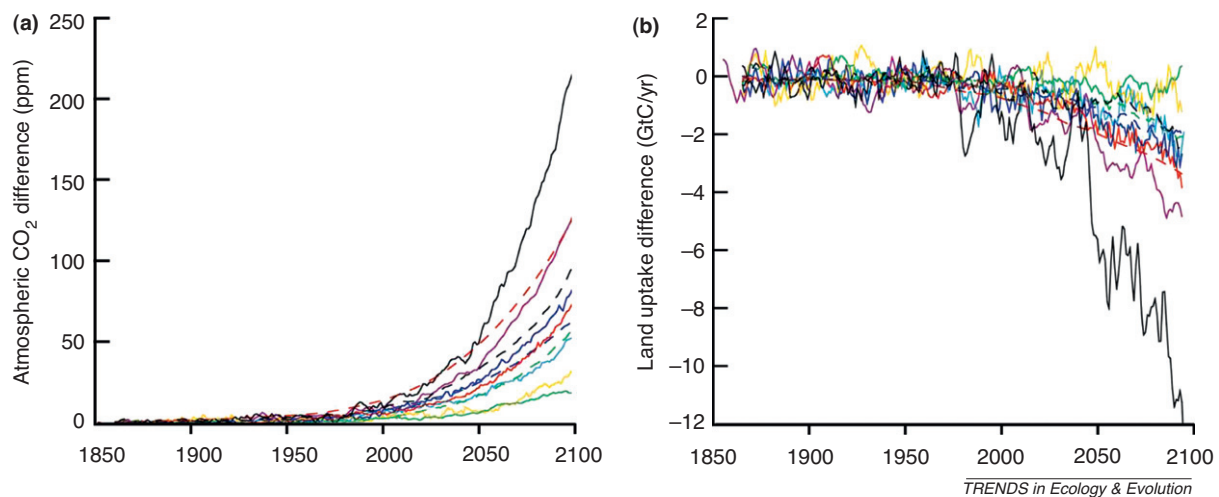 (a)
250
200
150
100
50
0
Atmospheric CO2 difference (ppm)
1850 1900 1950 2000 2050 2100
(b)
2
0
−2
−4
−6
−8
−10
−12
Land uptake difference (GtC/yr)
1850 1900 1950 2000 2050 2100
TRENDS in Ecology & Evolution